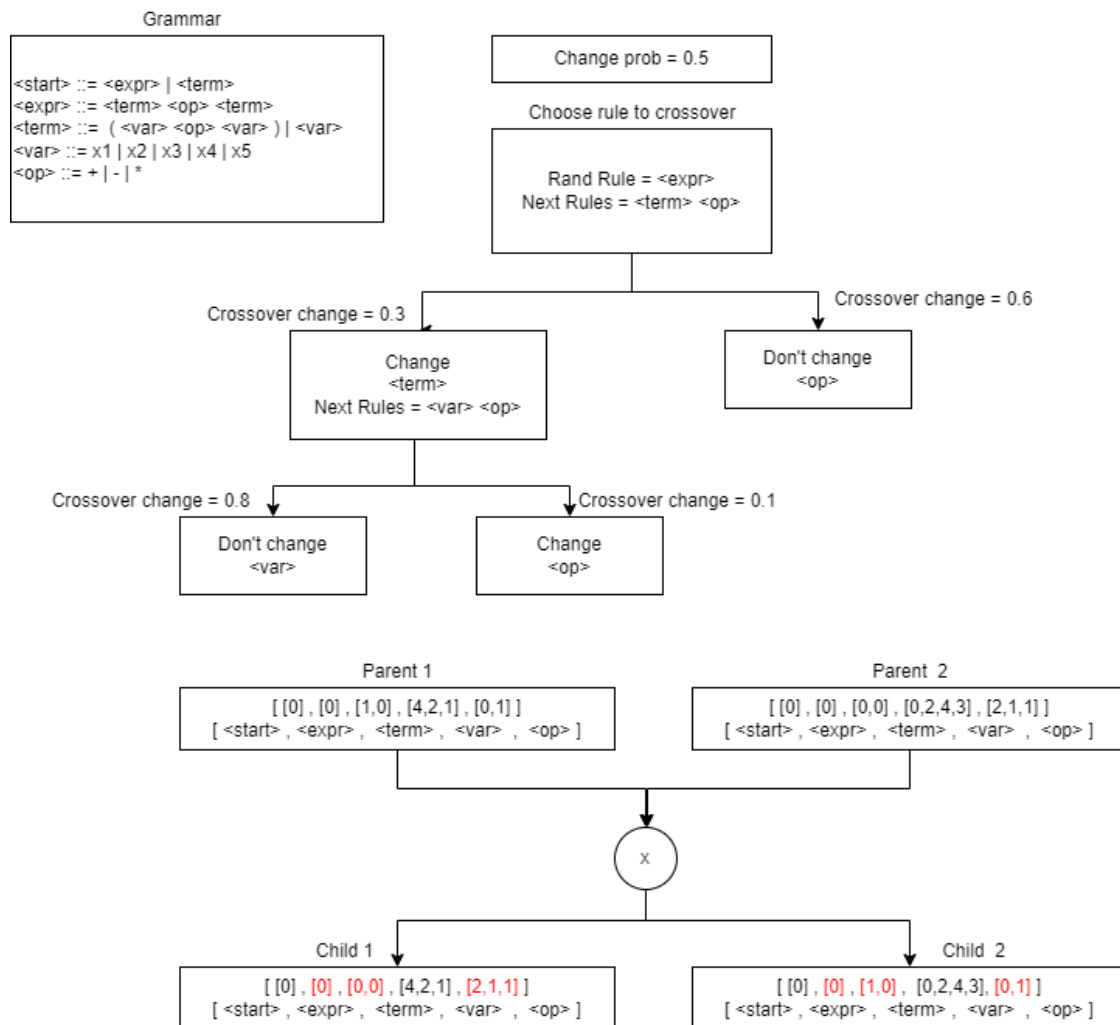 Grammar
<start> ::= <expr> | <term>
<expr> ::= <term> <op> <term>
<term> ::= ( <var> <op> <var> ) | <var>
<var> ::= x1 | x2 | x3 | x4 | x5
<op> ::= + | - | *
Change prob = 0.5
Choose rule to crossover
Rand Rule = <expr>
Next Rules = <term> <op>
Crossover change = 0.3
Change
<term>
Next Rules = <var> <op>
Crossover change = 0.6
Don't change
<op>
Crossover change = 0.8
Don't change
<var>
Crossover change = 0.1
Change
<op>
Parent 1
[ [0] , [0] , [1,0] , [4,2,1] , [0,1] ]
[ <start> , <expr> , <term> , <var> , <op> ]
Parent 2
[ [0] , [0] , [0,0] , [0,2,4,3] , [2,1,1] ]
[ <start> , <expr> , <term> , <var> , <op> ]
X
Child 1
[ [0] , [0] , [0,0] , [4,2,1] , [2,1,1] ]
[ <start> , <expr> , <term> , <var> , <op> ]
Child 2
[ [0] , [0] , [1,0] , [0,2,4,3], [0,1] ]
[ <start> , <expr> , <term> , <var> , <op> ]